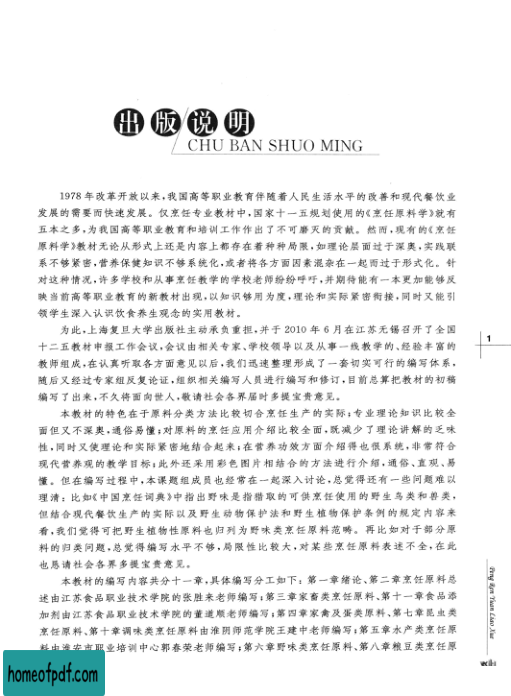 出版说明
CHU BAN SHUO MING
1978 年改革开放以来,我国高等职业教育伴随着人民生活水平的改善和现代餐饮业
发展的需要而快速发展。仅烹饪专业教材中,国家十一五规划使用的《烹饪原料学》就有
五本之多,为我国高等职业教育和培训工作作出了不可磨灭的贡献。然而,现有的《烹饪
原料学》教材无论从形式上还是内容上都存在着种种局限,如理论层面过于深奥,实践联
系不够紧密,营养保健知识不够系统化,或者将各方面因素混杂在一起而过于形式化。针
对这种情况,许多学校和从事烹饪教学的学校老师纷纷呼吁,并期待能有一本更加能够反
映当前高等职业教育的新教材出现,以知识够用为度,理论和实际紧密衔接,同时又能引
领学生深入认识饮食养生观念的实用教材。
为此,上海复旦大学出版社主动承负重担,并于 2010 年 6 月在江苏无锡召开了全国
十二五教材申报工作会议,会议由相关专家、学校领导以及从事一线教学的、经验丰富的
教师组成,在认真听取各方面意见以后,我们迅速整理形成了一套切实可行的编写体系,
随后又经过专家组反复论证,组织相关编写人员进行编写和修订,目前总算把教材的初稿
编写了出来,不久将面向世人,敬请社会各界届时多提宝贵意见。
本教材的特色在于原料分类方法比较切合烹饪生产的实际;专业理论知识比较全
面但又不深奥,通俗易懂;对原料的烹饪应用介绍比较全面,既减少了理论讲解的乏味
性,同时又使理论和实际紧密地结合起来;在营养功效方面介绍得也很系统,非常符合
现代营养观的教学目标;此外还采用彩色图片相结合的方法进行介绍,通俗、直观、易
懂。但在编写过程中,本课题组成员也经常在一起深入讨论,总觉得还有一些问题难以
理清:比如《中国烹饪词典》中指出野味是指猎取的可供烹饪使用的野生鸟类和兽类,
但结合现代餐饮生产的实际以及野生动物保护法和野生植物保护条例的规定内容来
看,我们觉得可把野生植物性原料也归列为野味类烹饪原料范畴。再比如对于部分原
料的归类问题,总觉得编写水平不够,局限性比较大,对某些烹饪原料表述不全,在此
也恳请社会各界多提宝贵意见。
本教材的编写内容共分十一章,具体编写分工如下:第一章绪论、第二章烹饪原料总
述由江苏食品职业技术学院的张胜来老师编写;第三章家畜类烹饪原料、第十一章食品添
加剂由江苏食品职业技术学院的董道顺老师编写;第四章家禽及蛋类原料、第七章昆虫类
烹饪原料、第十章调味类烹饪原料由淮阴师范学院王建中老师编写;第五章水产类烹饪原
料由淮安市职业培训中心郭春荣老师编写;第六章野味类烹饪原料、第八章粮豆类烹饪原
1
Peng Ren Yuan Liao Xue
homeofpdf.com